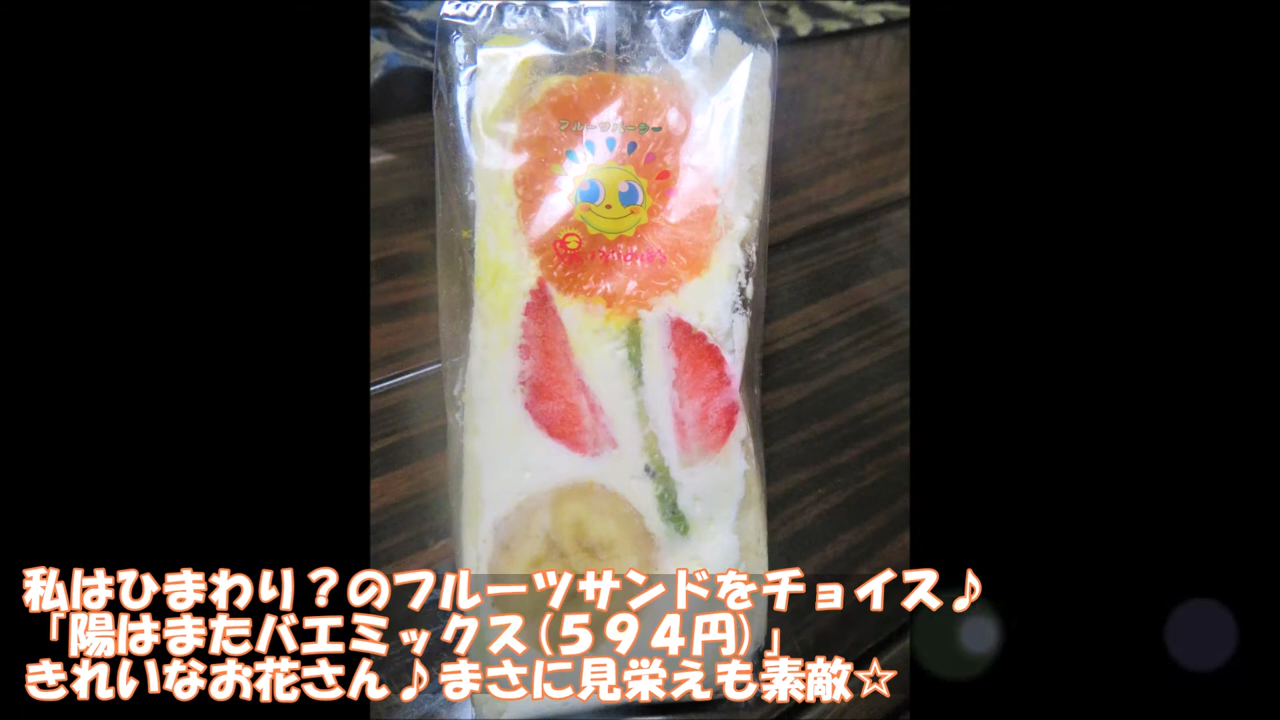 フルーツパーラー
私はひまわり？のフルーツサンドをチョイス♪
「陽はまたバエミックス(５９４円)」
きれいなお花さん♪まさに見栄えも素敵☆